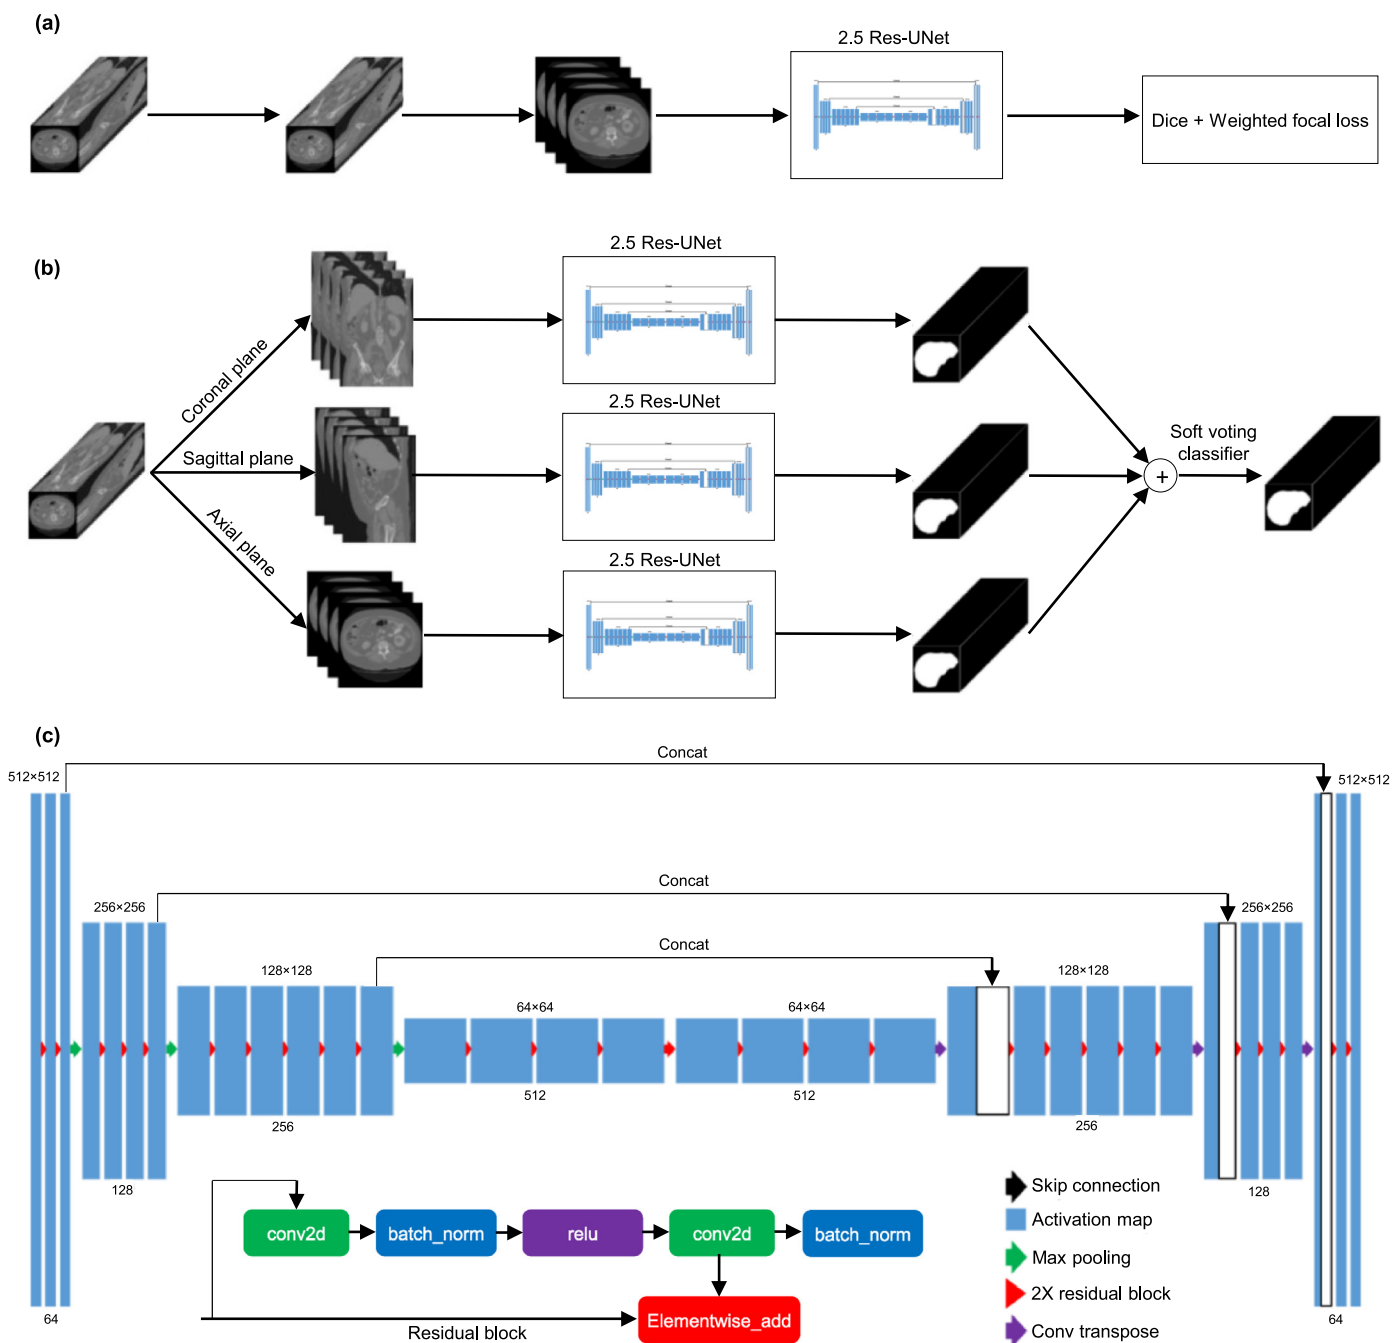 (a)
2.5 Res-UNet
Dice + Weighted focal loss
(b)
2.5 Res-UNet
Coronal plane
2.5 Res-UNet
Sagittal plane
Soft voting
classifier
+
Axial plane
2.5 Res-UNet
(c)
Concat
512×512
512×512
Concat
256×256
256×256
Concat
128×128
128×128
64×64
64×64
512
512
256
256
128
128
64
64
conv2d
batch_norm
relu
conv2d
batch_norm
Elementwise_add
Residual block
Skip connection
Activation map
Max pooling
2X residual block
Conv transpose